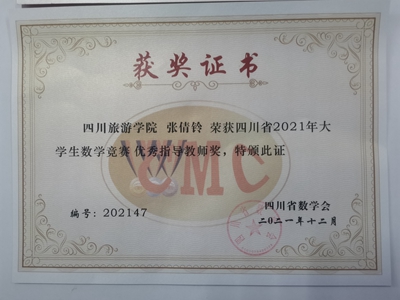 获奖证书
四川旅游学院 张倩铃 荣获四川省2021年大
学生数学竞赛 优秀指导教师奖，特颁此证
CMC
编号：202147
四川省数学会
二〇二一年十二月